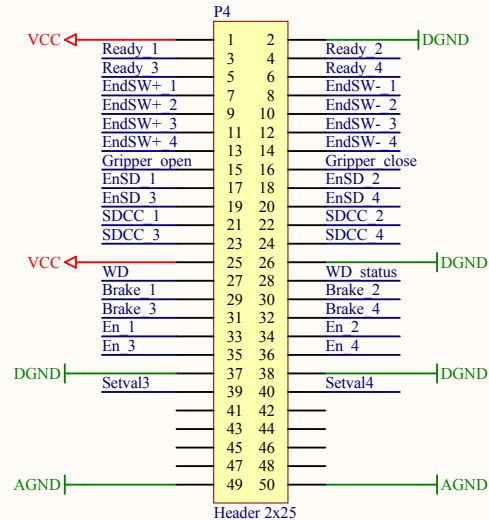 P4
VCC 1 2 DGND
Ready_1 3 4 Ready_2
Ready_3 5 6 Ready_4
EndSW+_1 7 8 EndSW-_1
EndSW+_2 9 10 EndSW-_2
EndSW+_3 11 12 EndSW-_3
EndSW+_4 13 14 EndSW-_4
Gripper_open 15 16 Gripper_close
EnSD_1 17 18 EnSD_2
EnSD_3 19 20 EnSD_4
SDCC_1 21 22 SDCC_2
SDCC_3 23 24 SDCC_4
VCC 25 26 DGND
WD 27 28 WD_status
Brake_1 29 30 Brake_2
Brake_3 31 32 Brake_4
En_1 33 34 En_2
En_3 35 36 En_4
DGND 37 38 DGND
Setval3 39 40 Setval4
41 42
43 44
45 46
47 48
AGND 49 50 AGND
Header 2x25